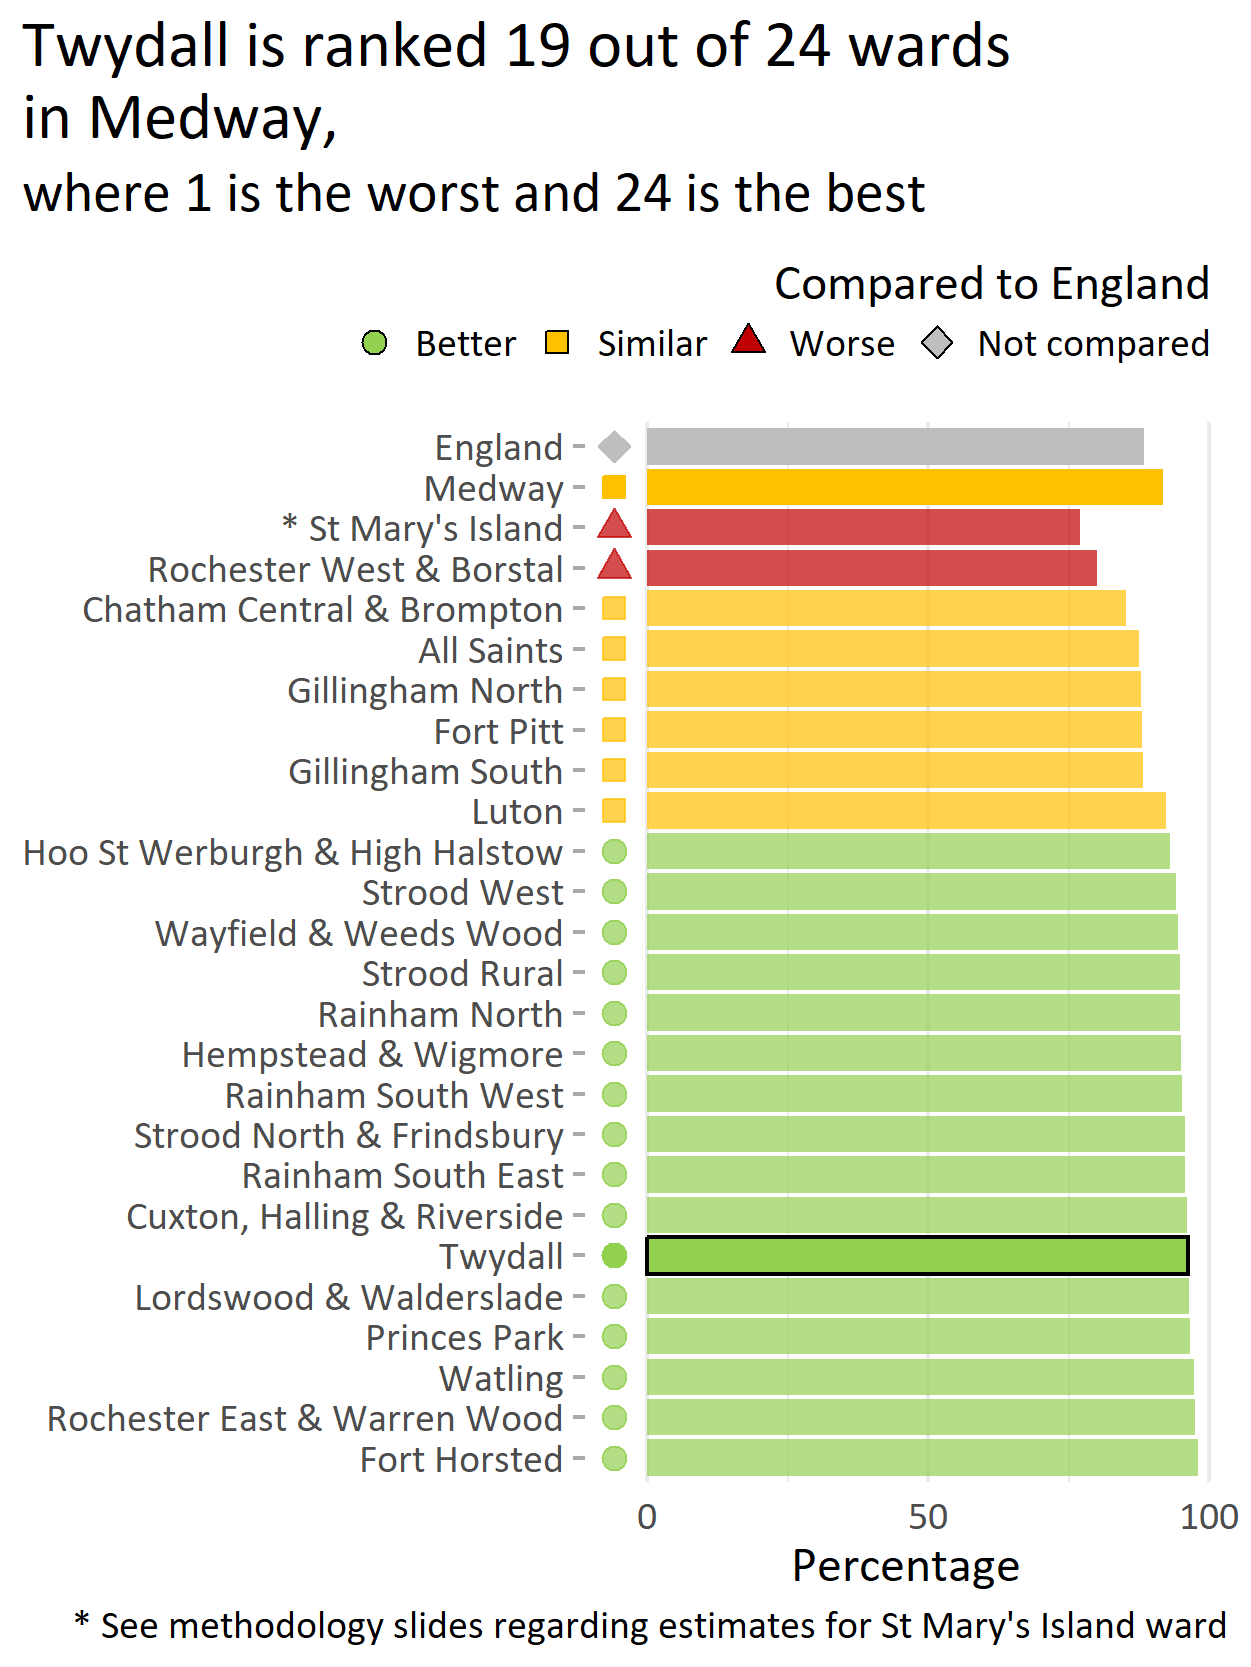 Twydall is ranked 19 out of 24 wards
in Medway,
where 1 is the worst and 24 is the best
Compared to England
Better Similar Worse Not compared
England
Medway
* St Mary's Island
Rochester West & Borstal
Chatham Central & Brompton
All Saints
Gillingham North
Fort Pitt
Gillingham South
Luton
Hoo St Werburgh & High Halstow
Strood West
Wayfield & Weeds Wood
Strood Rural
Rainham North
Hempstead & Wigmore
Rainham South West
Strood North & Frindsbury
Rainham South East
Cuxton, Halling & Riverside
Twydall
Lordswood & Walderslade
Princes Park
Watling
Rochester East & Warren Wood
Fort Horsted
0 50 100
Percentage
* See methodology slides regarding estimates for St Mary's Island ward